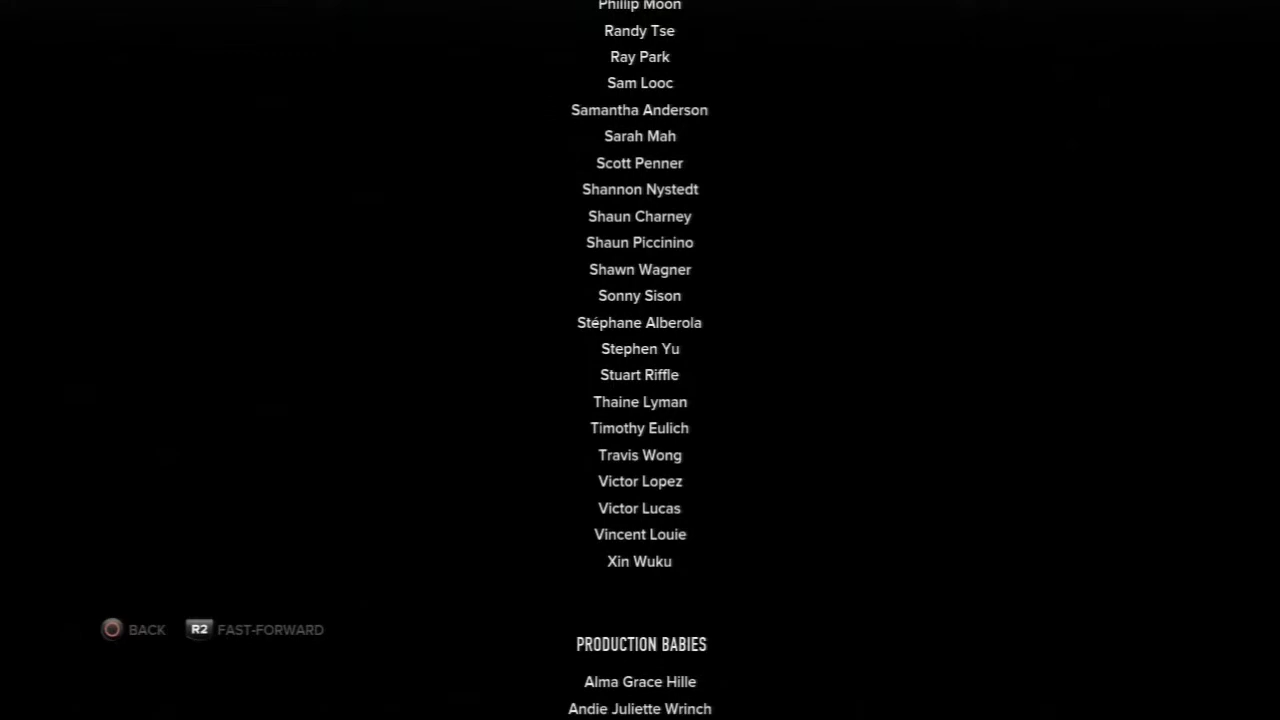 Phillip Moon
Randy Tse
Ray Park
Sam Looc
Samantha Anderson
Sarah Mah
Scott Penner
Shannon Nystedt
Shaun Charney
Shaun Piccinino
Shawn Wagner
Sonny Sison
Stéphane Alberola
Stephen Yu
Stuart Riffle
Thaine Lyman
Timothy Eulich
Travis Wong
Victor Lopez
Victor Lucas
Vincent Louie
Xin Wuku
BACK R2 FAST-FORWARD
PRODUCTION BABIES
Alma Grace Hille
Andie Juliette Wrinch